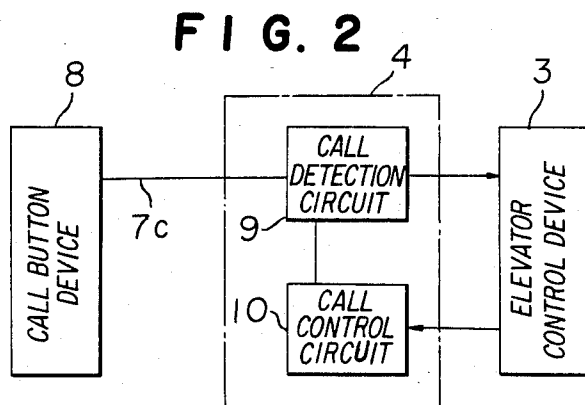 FIG. 2
8
4
3
CALL BUTTON
DEVICE
7c
CALL
DETECTION
CIRCUIT
9
ELEVATOR
CONTROL DEVICE
10
CALL
CONTROL
CIRCUIT